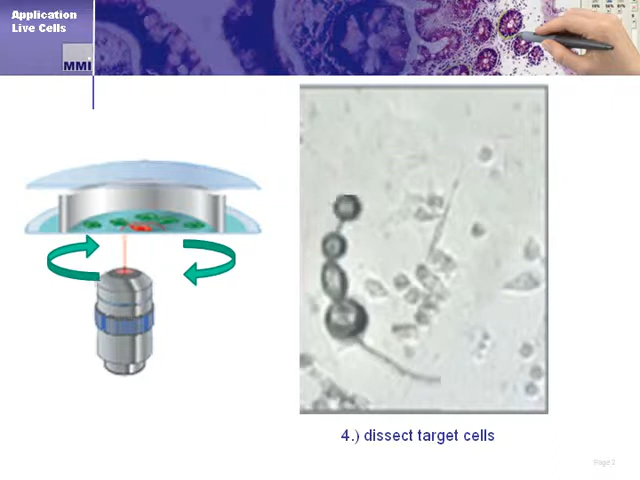 Application
Live Cells
MMI
4.) dissect target cells
Page 2